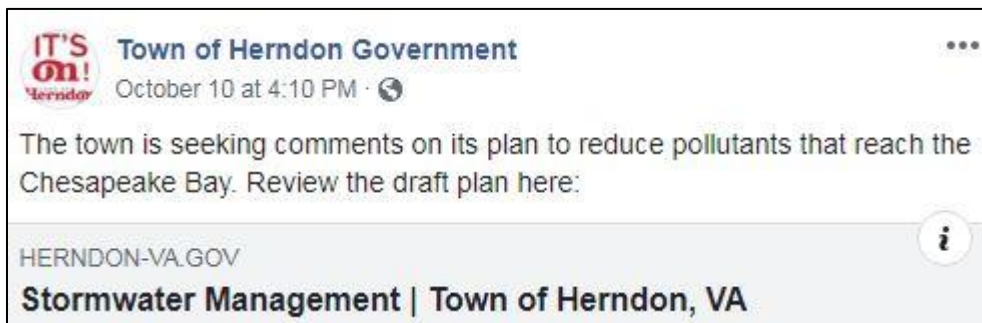 IT'S
on!
Herndon
Town of Herndon Government
October 10 at 4:10 PM ·
The town is seeking comments on its plan to reduce pollutants that reach the
Chesapeake Bay. Review the draft plan here:
i
HERNDON-VA.GOV
Stormwater Management | Town of Herndon, VA